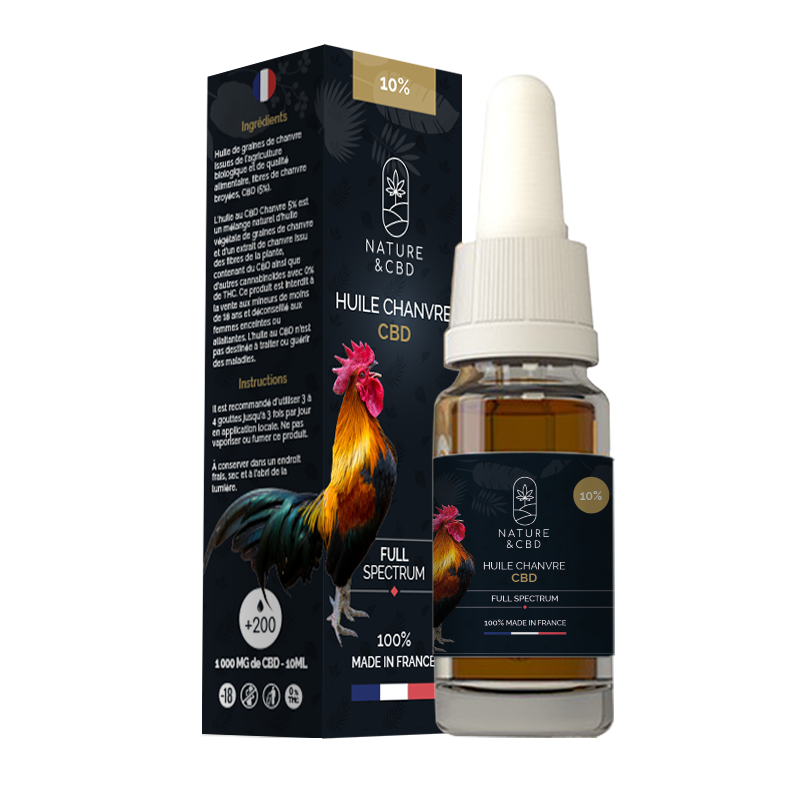 Ingrédients
Huile de graines de chanvre
issues de l'agriculture
biologique et de qualité
alimentaire, fibres de chanvre
broyées, CBD (5%).
L'huile au CBD Chanvre 5% est
un mélange naturel d'huile
végétale de graines de chanvre
et d'un extrait de chanvre issu
des fibres de la plante,
contenant du CBD ainsi que
d'autres cannabinoïdes avec 0%
de THC. Ce produit est interdit à
la vente aux mineurs de moins
de 18 ans et déconseillé aux
femmes enceintes ou
allaitantes. L'huile au CBD n'est
pas destinée à traiter ou guérir
des maladies.
Instructions
Il est recommandé d'utiliser 3 à
4 gouttes jusqu'à 3 fois par jour
en application locale. Ne pas
vaporiser ou fumer ce produit.
À conserver dans un endroit
frais, sec et à l'abri de la
lumière.
+200
1 000 MG de CBD - 10ML
-18
0%
THC
10%
NATURE
& CBD
HUILE CHANVRE
CBD
FULL
SPECTRUM
100%
MADE IN FRANCE
10%
NATURE
& CBD
HUILE CHANVRE
CBD
FULL SPECTRUM
100% MADE IN FRANCE